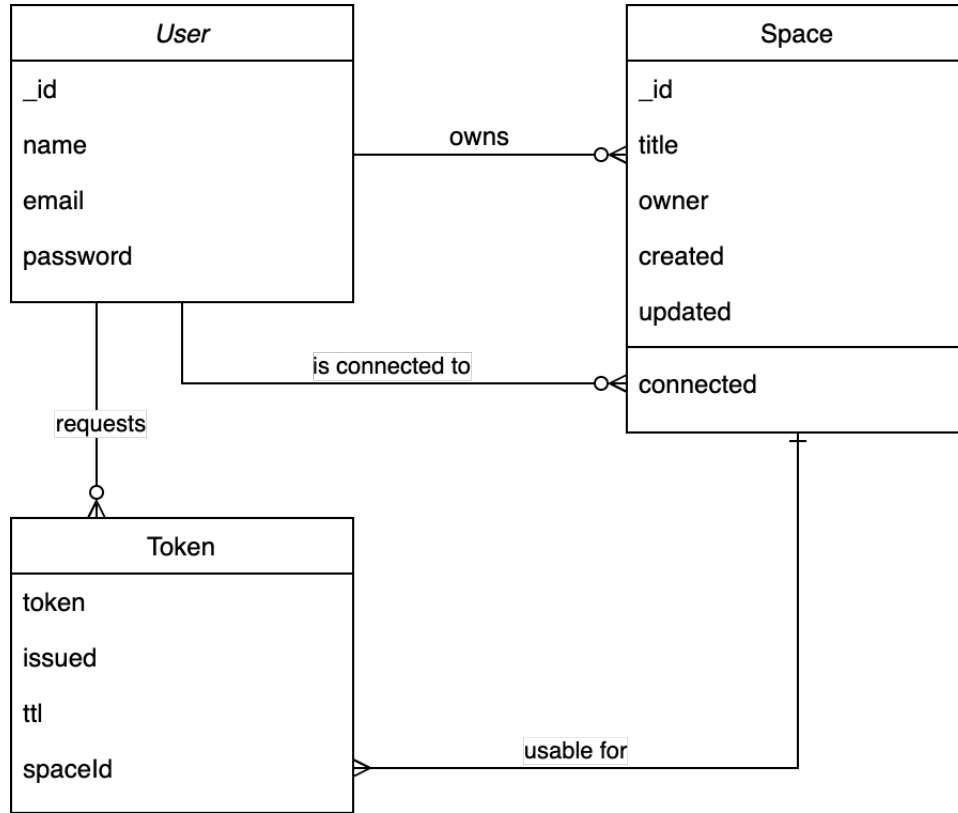 User
_id
name
email
password
Space
_id
title
owner
created
updated
connected
owns
is connected to
requests
Token
token
issued
ttl
spaceId
usable for